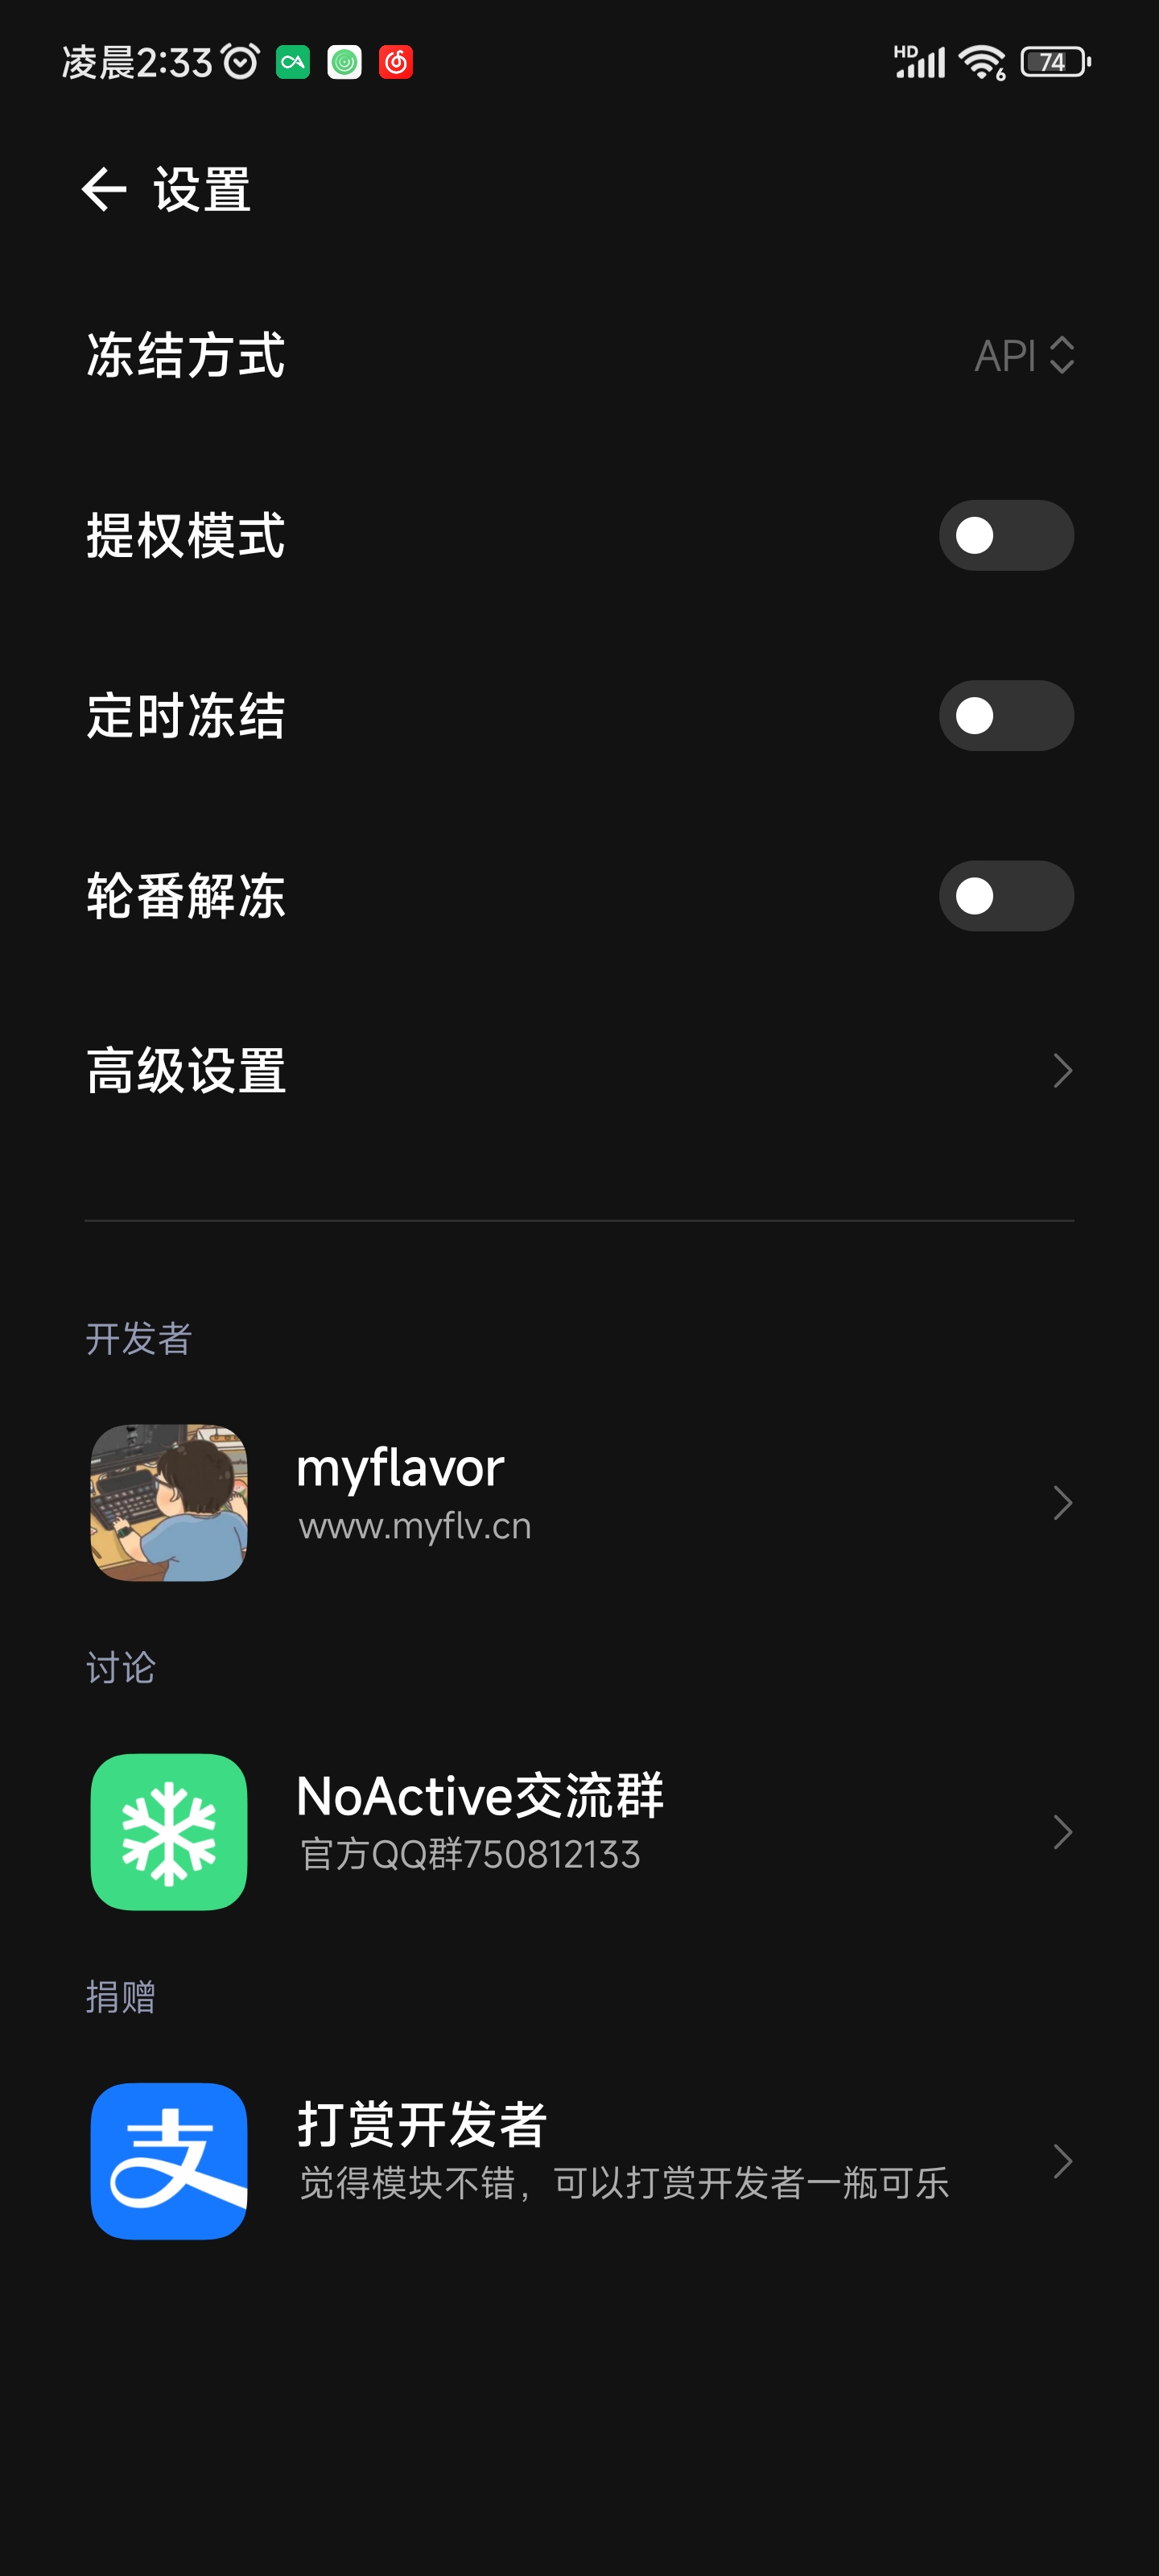 凌晨2:33
HD
6
74
设置
冻结方式
API
提权模式
定时冻结
轮番解冻
高级设置
开发者
myflavor
www.myflv.cn
讨论
NoActive交流群
官方QQ群750812133
捐赠
支
打赏开发者
觉得模块不错，可以打赏开发者一瓶可乐